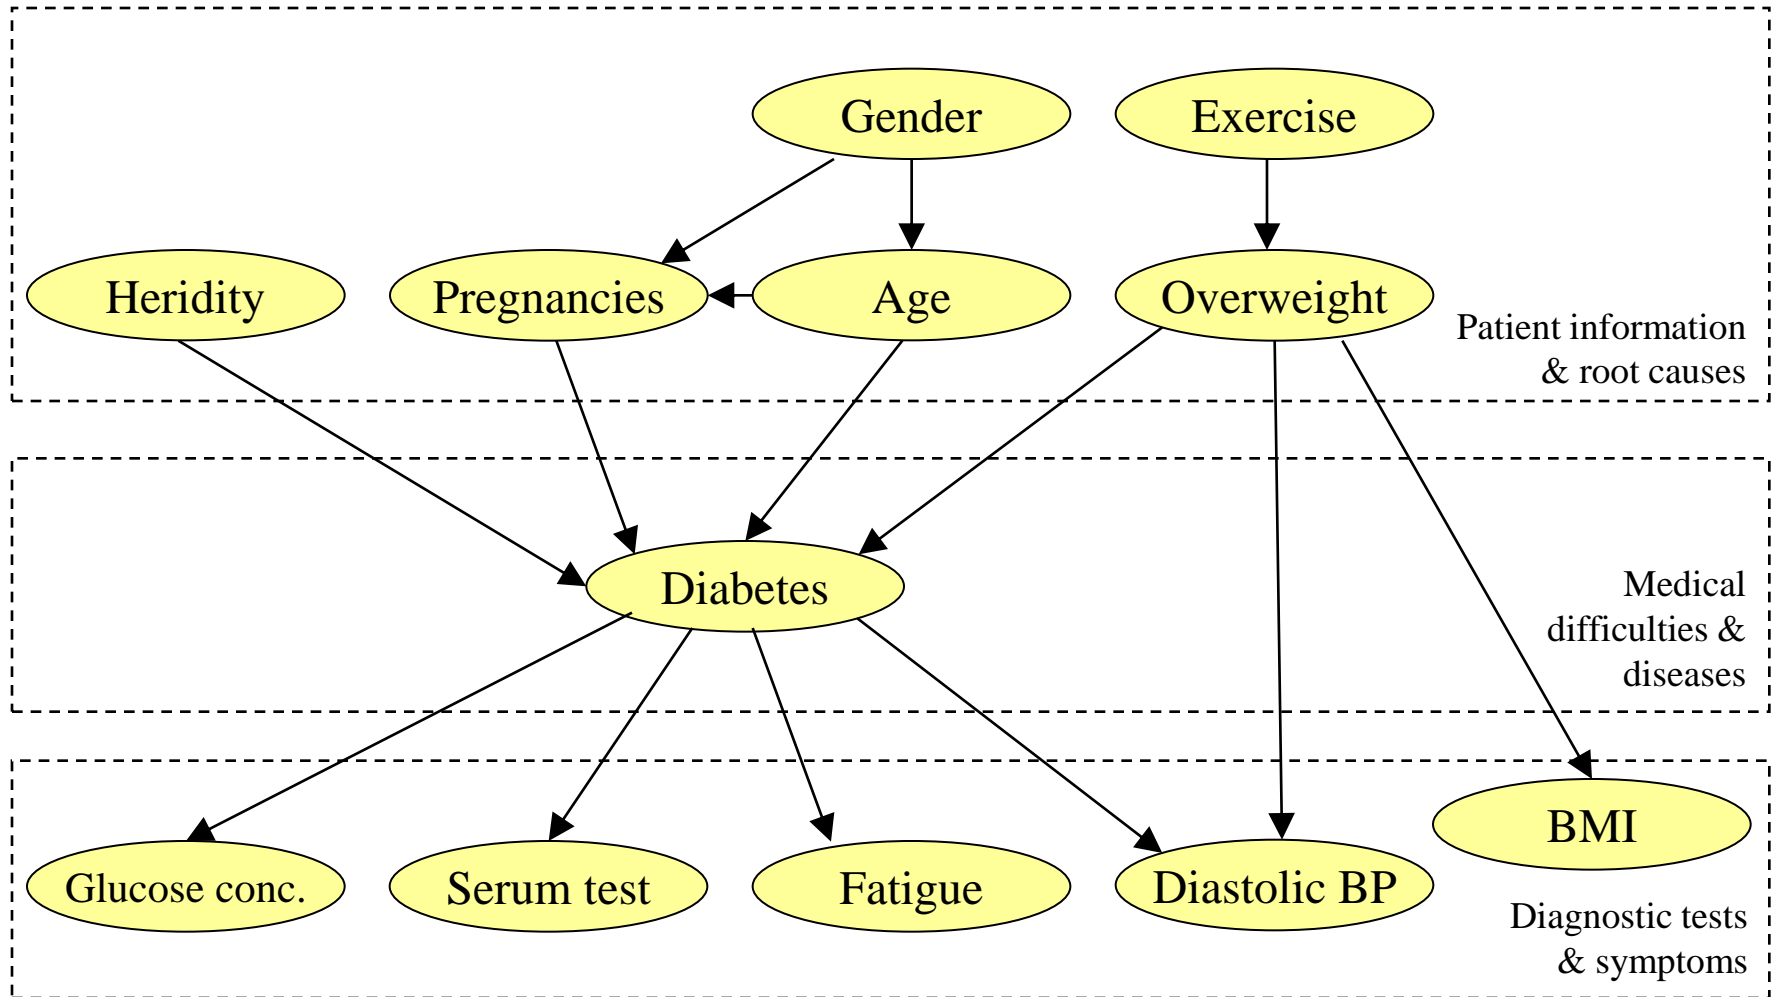 Gender
Exercise
Heridity
Pregnancies
Age
Overweight
Patient information
& root causes
Diabetes
Medical
difficulties &
diseases
Glucose conc.
Serum test
Fatigue
Diastolic BP
BMI
Diagnostic tests
& symptoms